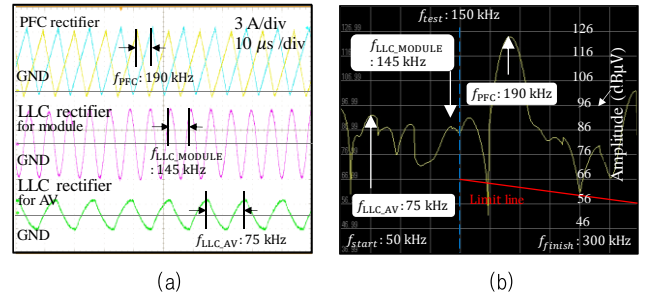 PFC rectifier
3 A/div
10 μs /div
GND
fPFC : 190 kHz
LLC rectifier
for module
fLLC_MODULE
: 145 kHz
GND
LLC rectifier
for AV
GND
fLLC_AV : 75 kHz
(a)
ftest : 150 kHz
126
fLLC_MODULE :
145 kHz
116
106
fPFC : 190 kHz
96
86
76
66
56
46
Amplitude (dBμV)
fLLC_AV : 75 kHz
Limit line
fstart : 50 kHz
ffinish : 300 kHz
(b)